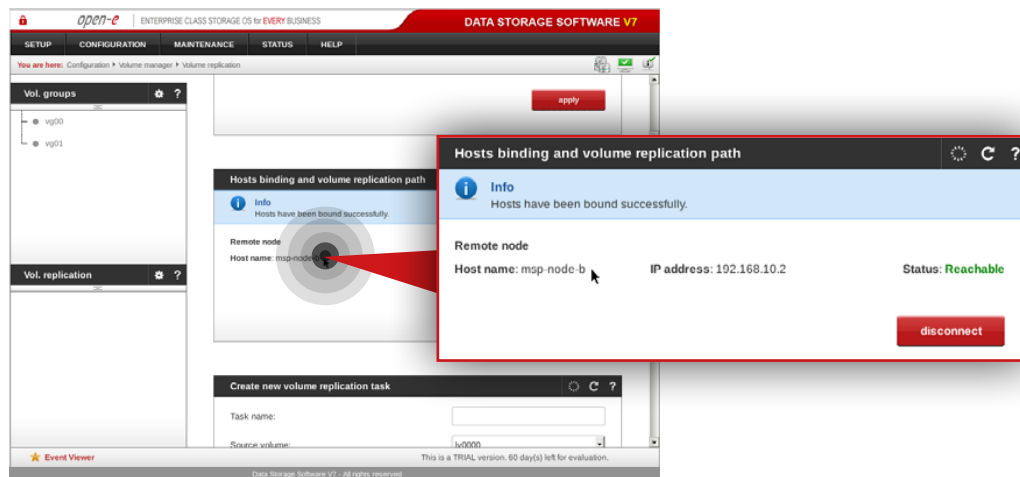 open-e ENTERPRISE CLASS STORAGE OS for EVERY BUSINESS DATA STORAGE SOFTWARE V7
SETUP CONFIGURATION MAINTENANCE STATUS HELP
You are here: Configuration Volume manager Volume replication
Vol. groups ?
vg00
vg01
apply
Hosts binding and volume replication path
Info
Hosts have been bound successfully.
Remote node
Host name: msp-node-b
Vol. replication ?
Hosts binding and volume replication path ?
i Info
Hosts have been bound successfully.
Remote node
Host name: msp-node-b IP address: 192.168.10.2 Status: Reachable
disconnect
Create new volume replication task ?
Task name:
Source volume: lv0000
Event Viewer This is a TRIAL version. 60 day(s) left for evaluation.
Data Storage Software V7 - All rights reserved